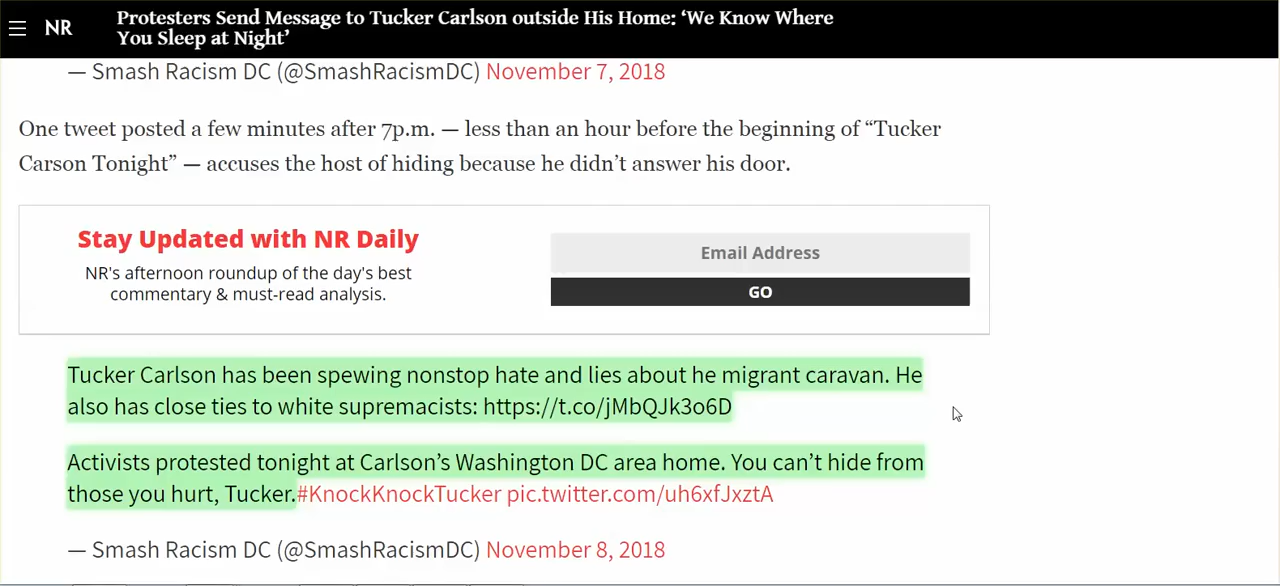 NR
Protesters Send Message to Tucker Carlson outside His Home: ‘We Know Where
You Sleep at Night’
— Smash Racism DC (@SmashRacismDC) November 7, 2018
One tweet posted a few minutes after 7p.m. — less than an hour before the beginning of “Tucker
Carson Tonight” — accuses the host of hiding because he didn’t answer his door.
Stay Updated with NR Daily
NR's afternoon roundup of the day's best
commentary & must-read analysis.
Email Address
GO
Tucker Carlson has been spewing nonstop hate and lies about he migrant caravan. He
also has close ties to white supremacists: https://t.co/jMbQJk3o6D
Activists protested tonight at Carlson’s Washington DC area home. You can’t hide from
those you hurt, Tucker.#KnockKnockTucker pic.twitter.com/uh6xfJxztA
— Smash Racism DC (@SmashRacismDC) November 8, 2018